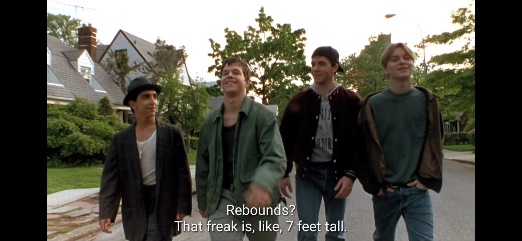 Rebounds?
That freak is, like, 7 feet tall.